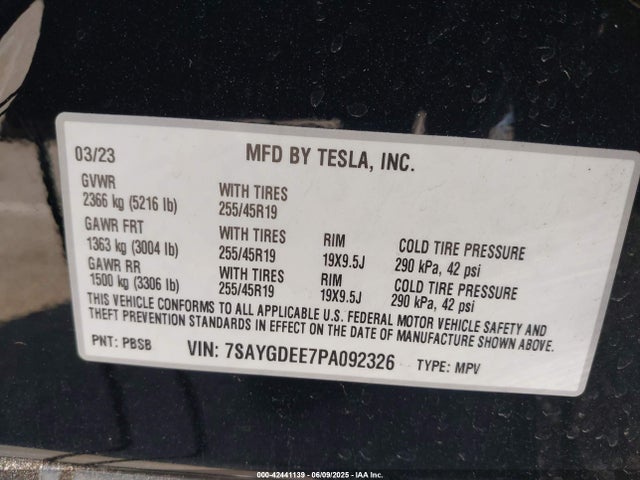 03/23 MFD BY TESLA, INC.
GVWR
2366 kg (5216 lb) WITH TIRES
255/45R19
GAWR FRT
1363 kg (3004 lb) WITH TIRES
255/45R19 RIM
19X9.5J COLD TIRE PRESSURE
290 kPa, 42 psi
GAWR RR
1500 kg (3306 lb) WITH TIRES
255/45R19 RIM
19X9.5J COLD TIRE PRESSURE
290 kPa, 42 psi
THIS VEHICLE CONFORMS TO ALL APPLICABLE U.S. FEDERAL MOTOR VEHICLE SAFETY AND
THEFT PREVENTION STANDARDS IN EFFECT ON THE DATE OF MANUFACTURE SHOWN ABOVE.
PNT: PBSB VIN: 7SAYGDEE7PA092326 TYPE: MPV
000-42441139 - 06/09/2025 - © IAA Inc.